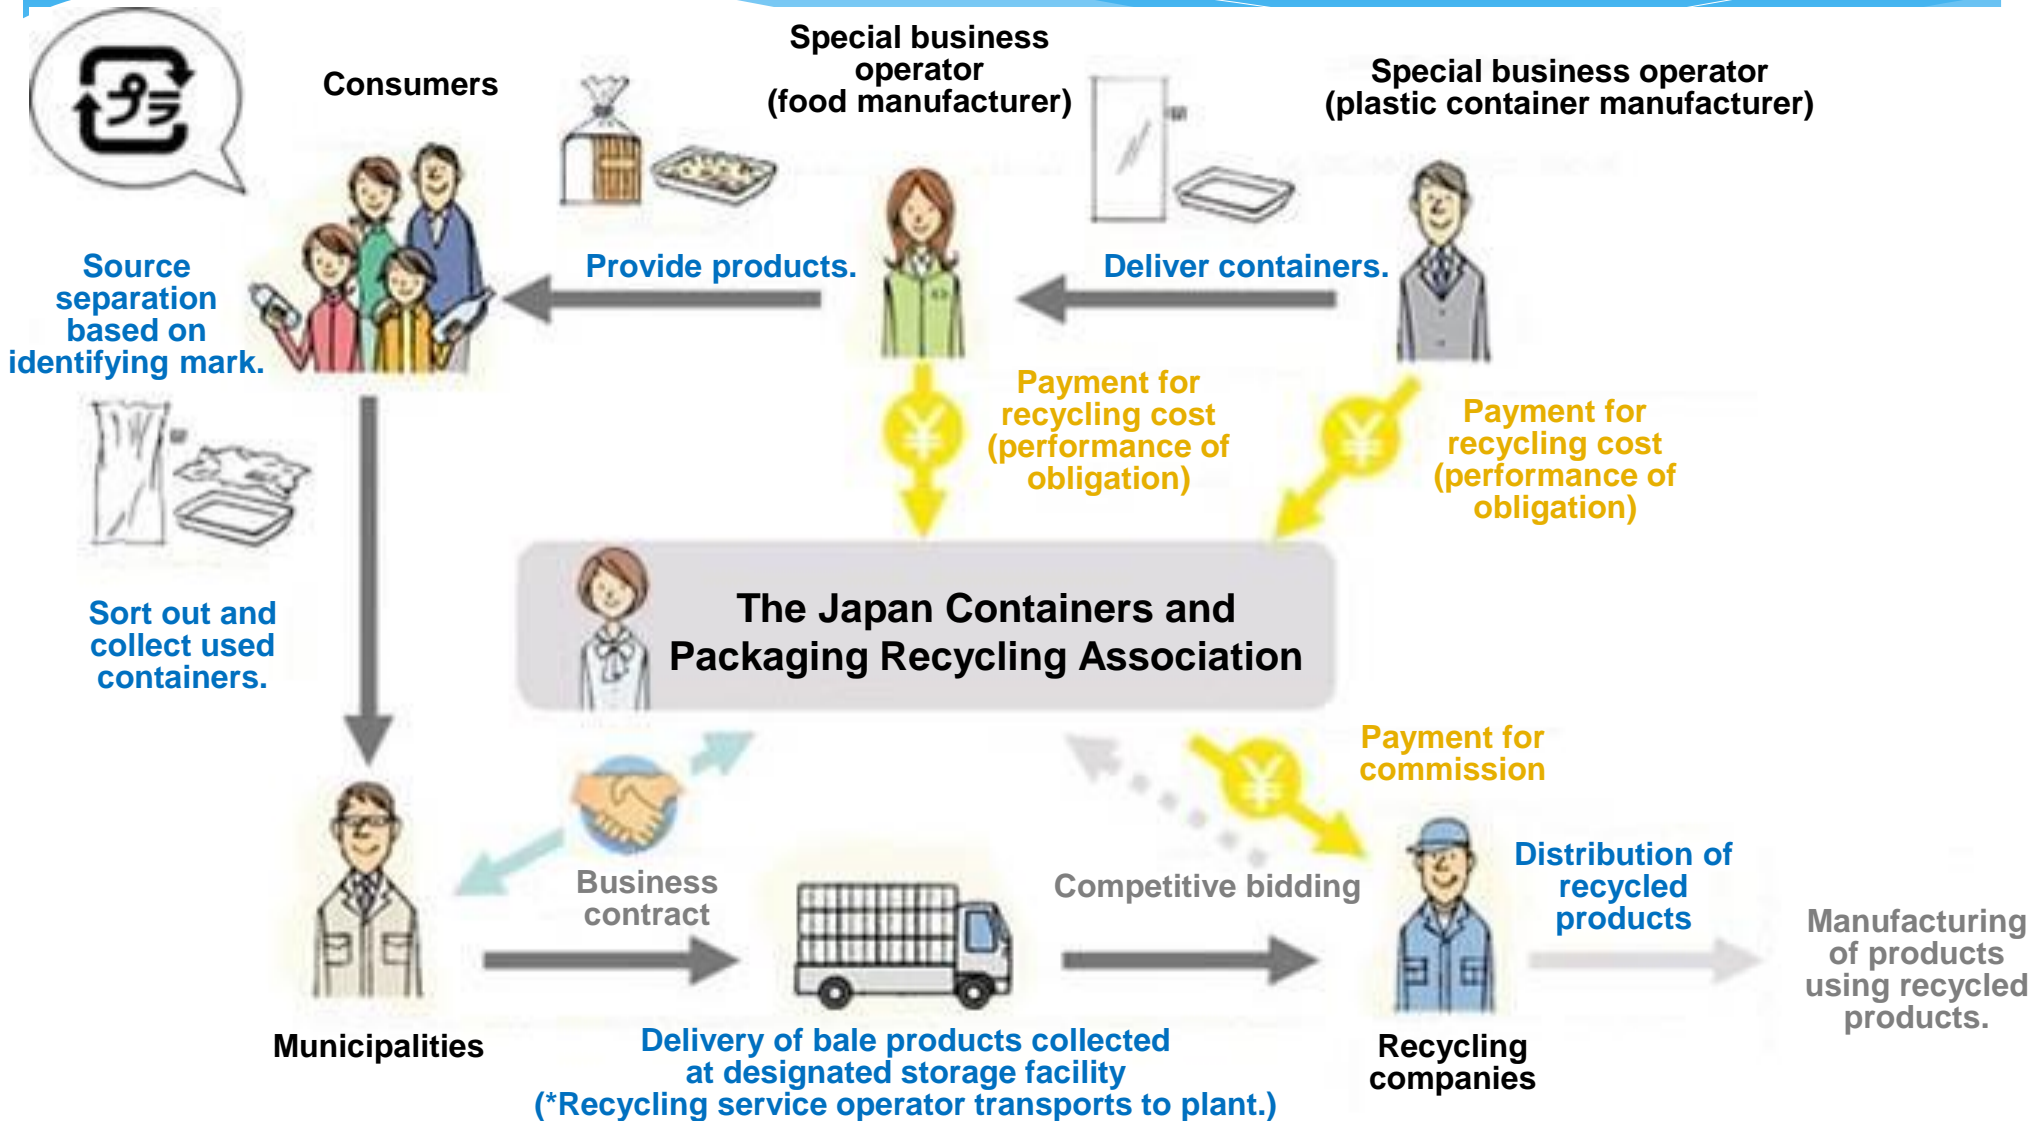 プラ
Consumers
Special business
operator
(food manufacturer)
Special business operator
(plastic container manufacturer)
Source
separation
based on
identifying mark.
Provide products.
Deliver containers.
Payment for
recycling cost
(performance of
obligation)
Payment for
recycling cost
(performance of
obligation)
¥
¥
Sort out and
collect used
containers.
The Japan Containers and
Packaging Recycling Association
Payment for
commission
¥
Business
contract
Competitive bidding
Distribution of
recycled
products
Manufacturing
of products
using recycled
products.
Municipalities
Delivery of bale products collected
at designated storage facility
(*Recycling service operator transports to plant.)
Recycling
companies